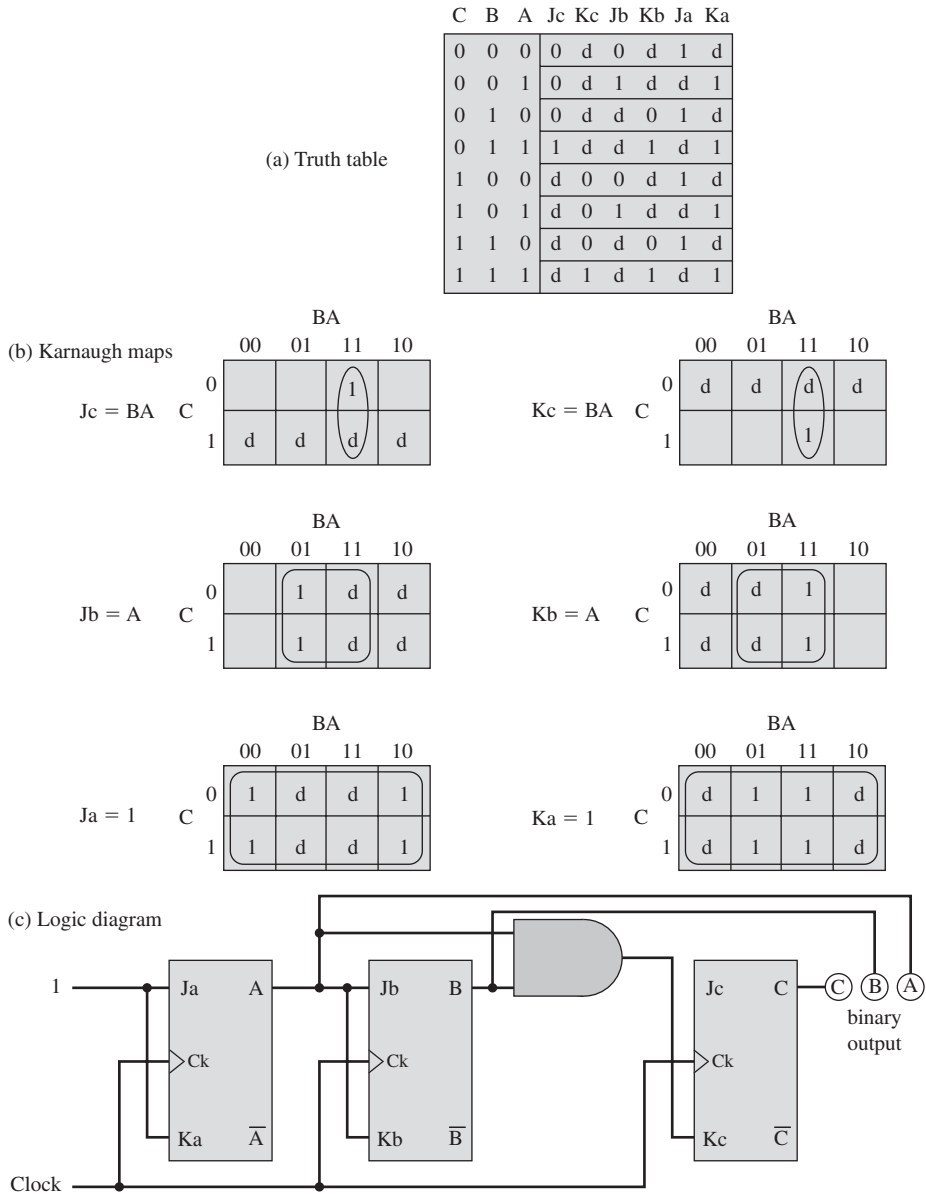 C B A Jc Kc Jb Kb Ja Ka
0 0 0 0 d 0 d 1 d
0 0 1 0 d 1 d d 1
0 1 0 0 d d 0 1 d
0 1 1 1 d d 1 d 1
1 0 0 d 0 0 d 1 d
1 0 1 d 0 1 d d 1
1 1 0 d 0 d 0 1 d
1 1 1 d 1 d 1 d 1
(a) Truth table
(b) Karnaugh maps
BA
00 01 11 10
Jc = BA C
0 1
1 d d d d
BA
00 01 11 10
Kc = BA C
0 d d d d
1 1
BA
00 01 11 10
Jb = A C
0 1 d d
1 1 d d
BA
00 01 11 10
Kb = A C
0 d d 1
1 d d 1
BA
00 01 11 10
Ja = 1 C
0 1 d d 1
1 1 d d 1
BA
00 01 11 10
Ka = 1 C
0 d 1 1 d
1 d 1 1 d
(c) Logic diagram
1 Ja A Jb B Jc C C B A
binary
output
Ck Ck Ck
Ka A̅ Kb B̅ Kc C̅
Clock